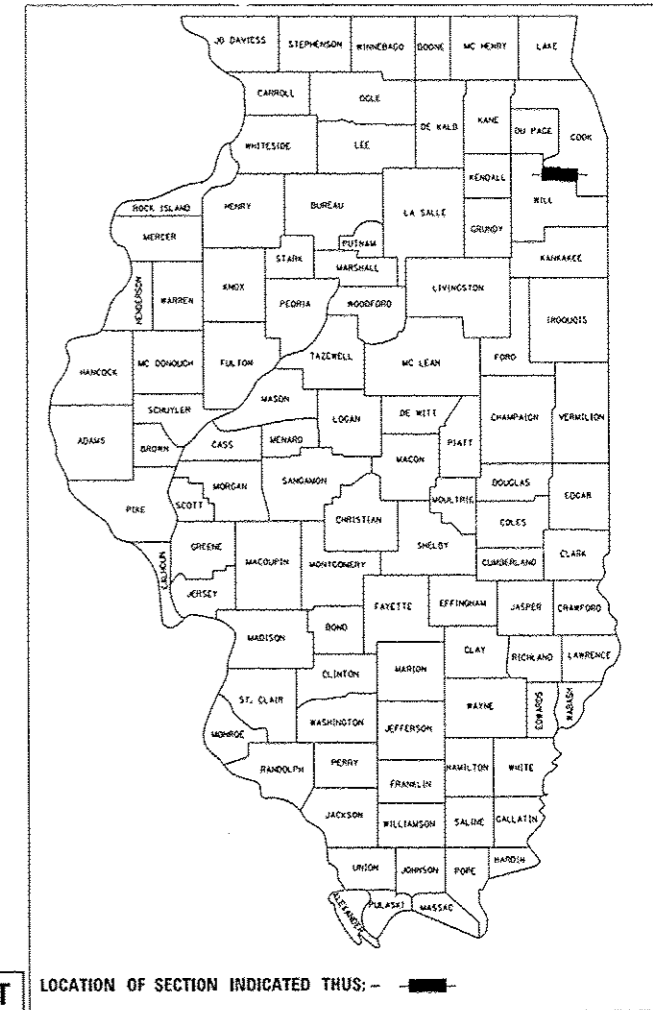 JO DAVIESS STEPHENSON WINNEBAGO BOONE MC HENRY LAKE
CARROLL OGLE DE KALB KANE DU PAGE COOK
WHITESIDE LEE
KENDALL WILL
ROCK ISLAND HENRY BUREAU LA SALLE GRUNDY
MERCER PUTNAM KANKAKEE
STARK MARSHALL
HENDERSON WARREN KNOX PEORIA WOODFORD LIVINGSTON IROQUOIS
HANCOCK MC DONOUGH FULTON TAZEWELL MC LEAN FORD
SCHUYLER MASON
ADAMS BROWN CASS MENARD LOGAN DE WITT PIATT CHAMPAIGN VERMILION
MACON
PIKE SCOTT MORGAN SANGAMON MOULTRIE DOUGLAS EDGAR
CHRISTIAN COLES
CALHOUN GREENE MACOUPIN MONTGOMERY SHELBY CUMBERLAND CLARK
JERSEY FAYETTE EFFINGHAM JASPER CRAWFORD
MADISON BOND
CLAY RICHLAND LAWRENCE
CLINTON MARION
ST. CLAIR WAYNE EDWARDS WABASH
MONROE WASHINGTON JEFFERSON
RANDOLPH PERRY HAMILTON WHITE
FRANKLIN
JACKSON WILLIAMSON SALINE GALLATIN
UNION JOHNSON POPE HARDIN
ALEXANDER PULASKI MASSAC
T
LOCATION OF SECTION INDICATED THUS: -